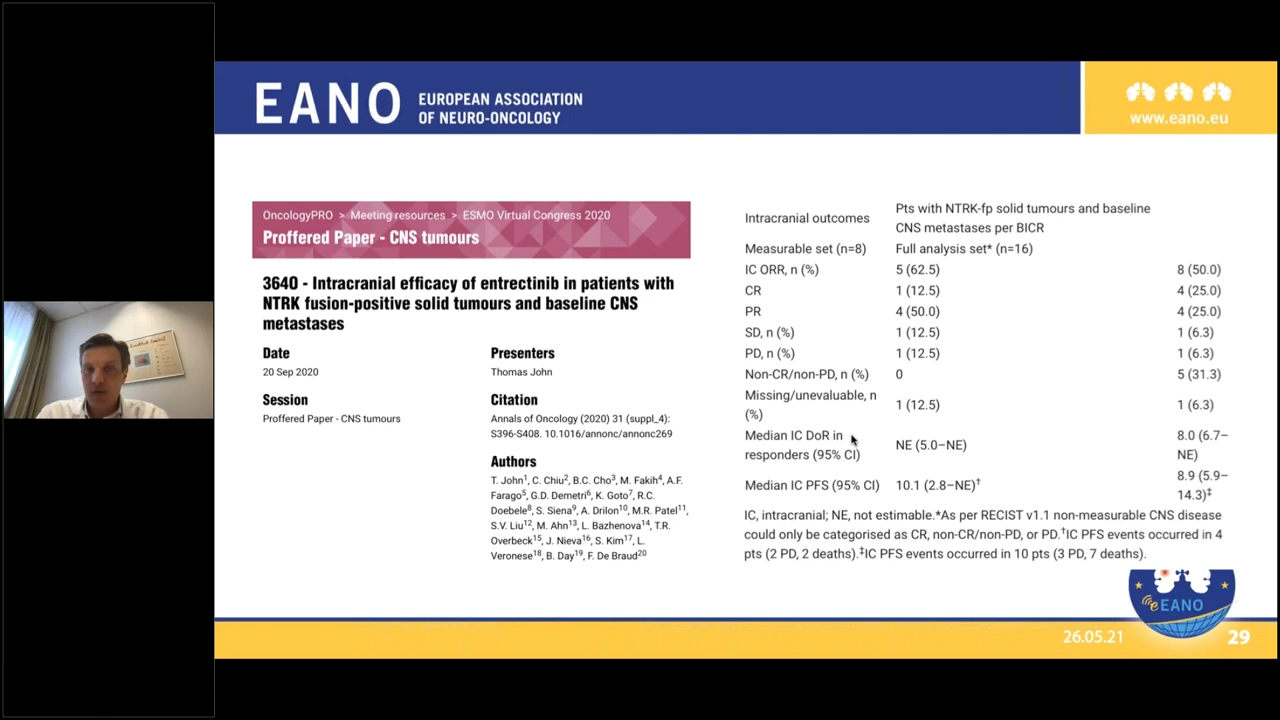 EANO
EUROPEAN ASSOCIATION
OF NEURO-ONCOLOGY
www.eano.eu
OncologyPRO > Meeting resources > ESMO Virtual Congress 2020
Proffered Paper - CNS tumours
364O - Intracranial efficacy of entrectinib in patients with
NTRK fusion-positive solid tumours and baseline CNS
metastases
Date
20 Sep 2020
Session
Proffered Paper - CNS tumours
Presenters
Thomas John
Citation
Annals of Oncology (2020) 31 (suppl_4):
S396-S408. 10.1016/annonc/annonc269
Authors
T. John¹, C. Chiu², B.C. Cho³, M. Fakih⁴, A.F.
Farago⁵, G.D. Demetri⁶, K. Goto⁷, R.C.
Doebele⁸, S. Siena⁹, A. Drilon¹⁰, M.R. Patel¹¹,
S.V. Liu¹², M. Ahn¹³, L. Bazhenova¹⁴, T.R.
Overbeck¹⁵, J. Nieva¹⁶, S. Kim¹⁷, L.
Veronese¹⁸, B. Day¹⁹, F. De Braud²⁰
Intracranial outcomes
Pts with NTRK-fp solid tumours and baseline
CNS metastases per BICR
Measurable set (n=8) Full analysis set* (n=16)
IC ORR, n (%) 5 (62.5) 8 (50.0)
CR 1 (12.5) 4 (25.0)
PR 4 (50.0) 4 (25.0)
SD, n (%) 1 (12.5) 1 (6.3)
PD, n (%) 1 (12.5) 1 (6.3)
Non-CR/non-PD, n (%) 0 5 (31.3)
Missing/unevaluable, n
(%) 1 (12.5) 1 (6.3)
Median IC DoR in
responders (95% CI) NE (5.0–NE) 8.0 (6.7–
NE)
Median IC PFS (95% CI) 10.1 (2.8–NE)† 8.9 (5.9–
14.3)‡
IC, intracranial; NE, not estimable.*As per RECIST v1.1 non-measurable CNS disease
could only be categorised as CR, non-CR/non-PD, or PD.†IC PFS events occurred in 4
pts (2 PD, 2 deaths).‡IC PFS events occurred in 10 pts (3 PD, 7 deaths).
eEANO
26.05.21
29